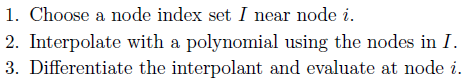 1. Choose a node index set I near node i.
2. Interpolate with a polynomial using the nodes in I.
3. Differentiate the interpolant and evaluate at node i.